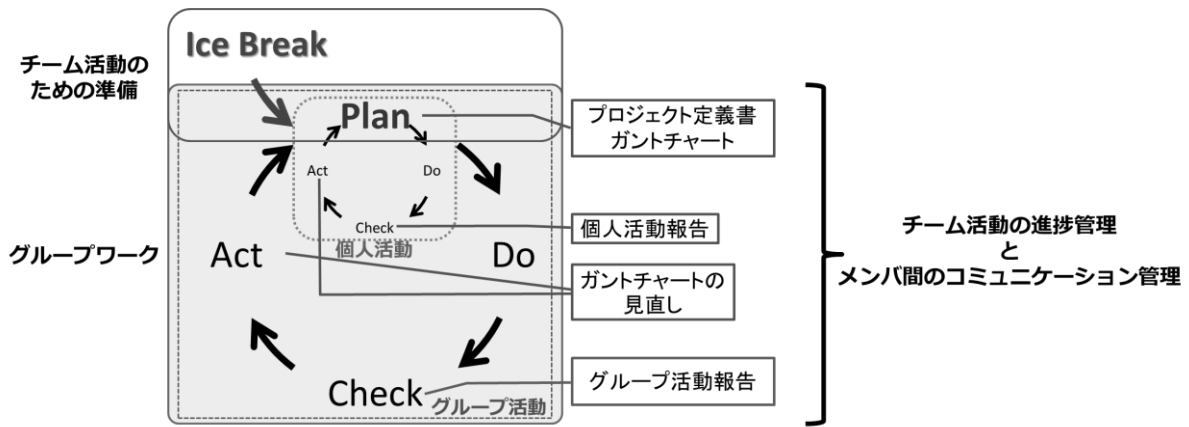 Ice Break
チーム活動の
ための準備
Plan
プロジェクト定義書
ガントチャート
Act
Do
Check
個人活動報告
個人活動
グループワーク
Act
Do
ガントチャートの
見直し
チーム活動の進捗管理
と
メンバ間のコミュニケーション管理
Check
グループ活動
グループ活動報告